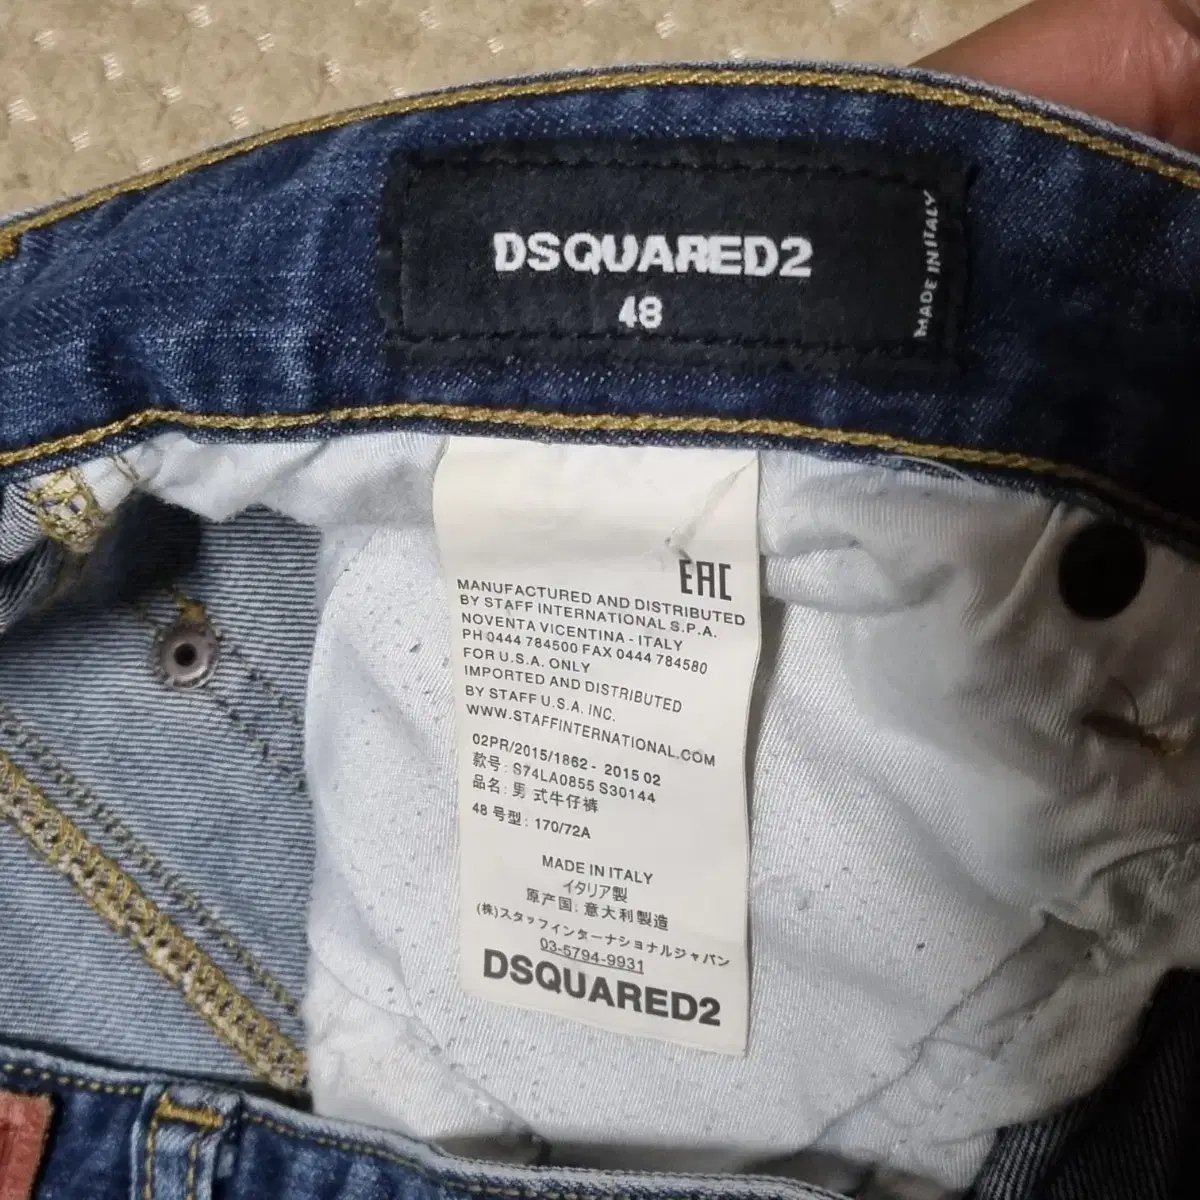 DSQUARED2
48
MADE IN ITALY
EAC
MANUFACTURED AND DISTRIBUTED
BY STAFF INTERNATIONAL S.P.A.
NOVENTA VICENTINA - ITALY
PH 0444 784500 FAX 0444 784580
FOR U.S.A. ONLY
IMPORTED AND DISTRIBUTED
BY STAFF U.S.A. INC.
WWW.STAFFINTERNATIONAL.COM
02PR/2015/1862 - 2015 02
款号: S74LA0855 S30144
品名: 男 式牛仔裤
48 号型: 170/72A
MADE IN ITALY
イタリア製
原产国: 意大利製造
(株)スタッフインターナショナルジャパン
03-5794-9931
DSQUARED2